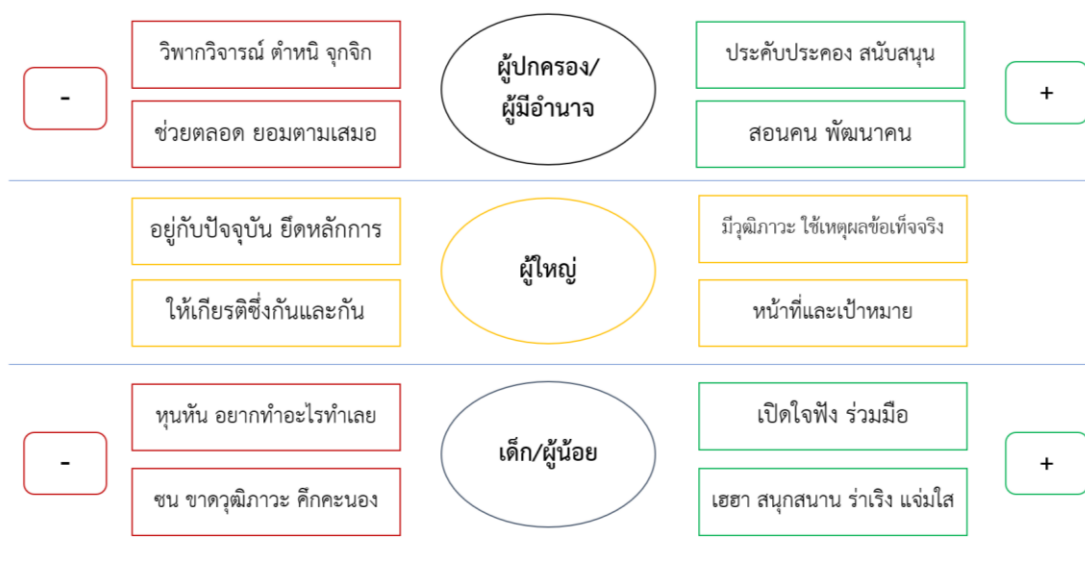 วิพากวิจารณ์ ตำหนิ จุกจิก
ผู้ปกครอง/
ผู้มีอำนาจ
ประคับประคอง สนับสนุน
-
+
ช่วยตลอด ยอมตามเสมอ
สอนคน พัฒนาคน
อยู่กับปัจจุบัน ยึดหลักการ
ผู้ใหญ่
มีวุฒิภาวะ ใช้เหตุผลข้อเท็จจริง
ให้เกียรติซึ่งกันและกัน
หน้าที่และเป้าหมาย
หุนหัน อยากทำอะไรทำเลย
เด็ก/ผู้น้อย
เปิดใจฟัง ร่วมมือ
-
+
ซน ขาดวุฒิภาวะ คึกคะนอง
เฮฮา สนุกสนาน ร่าเริง แจ่มใส